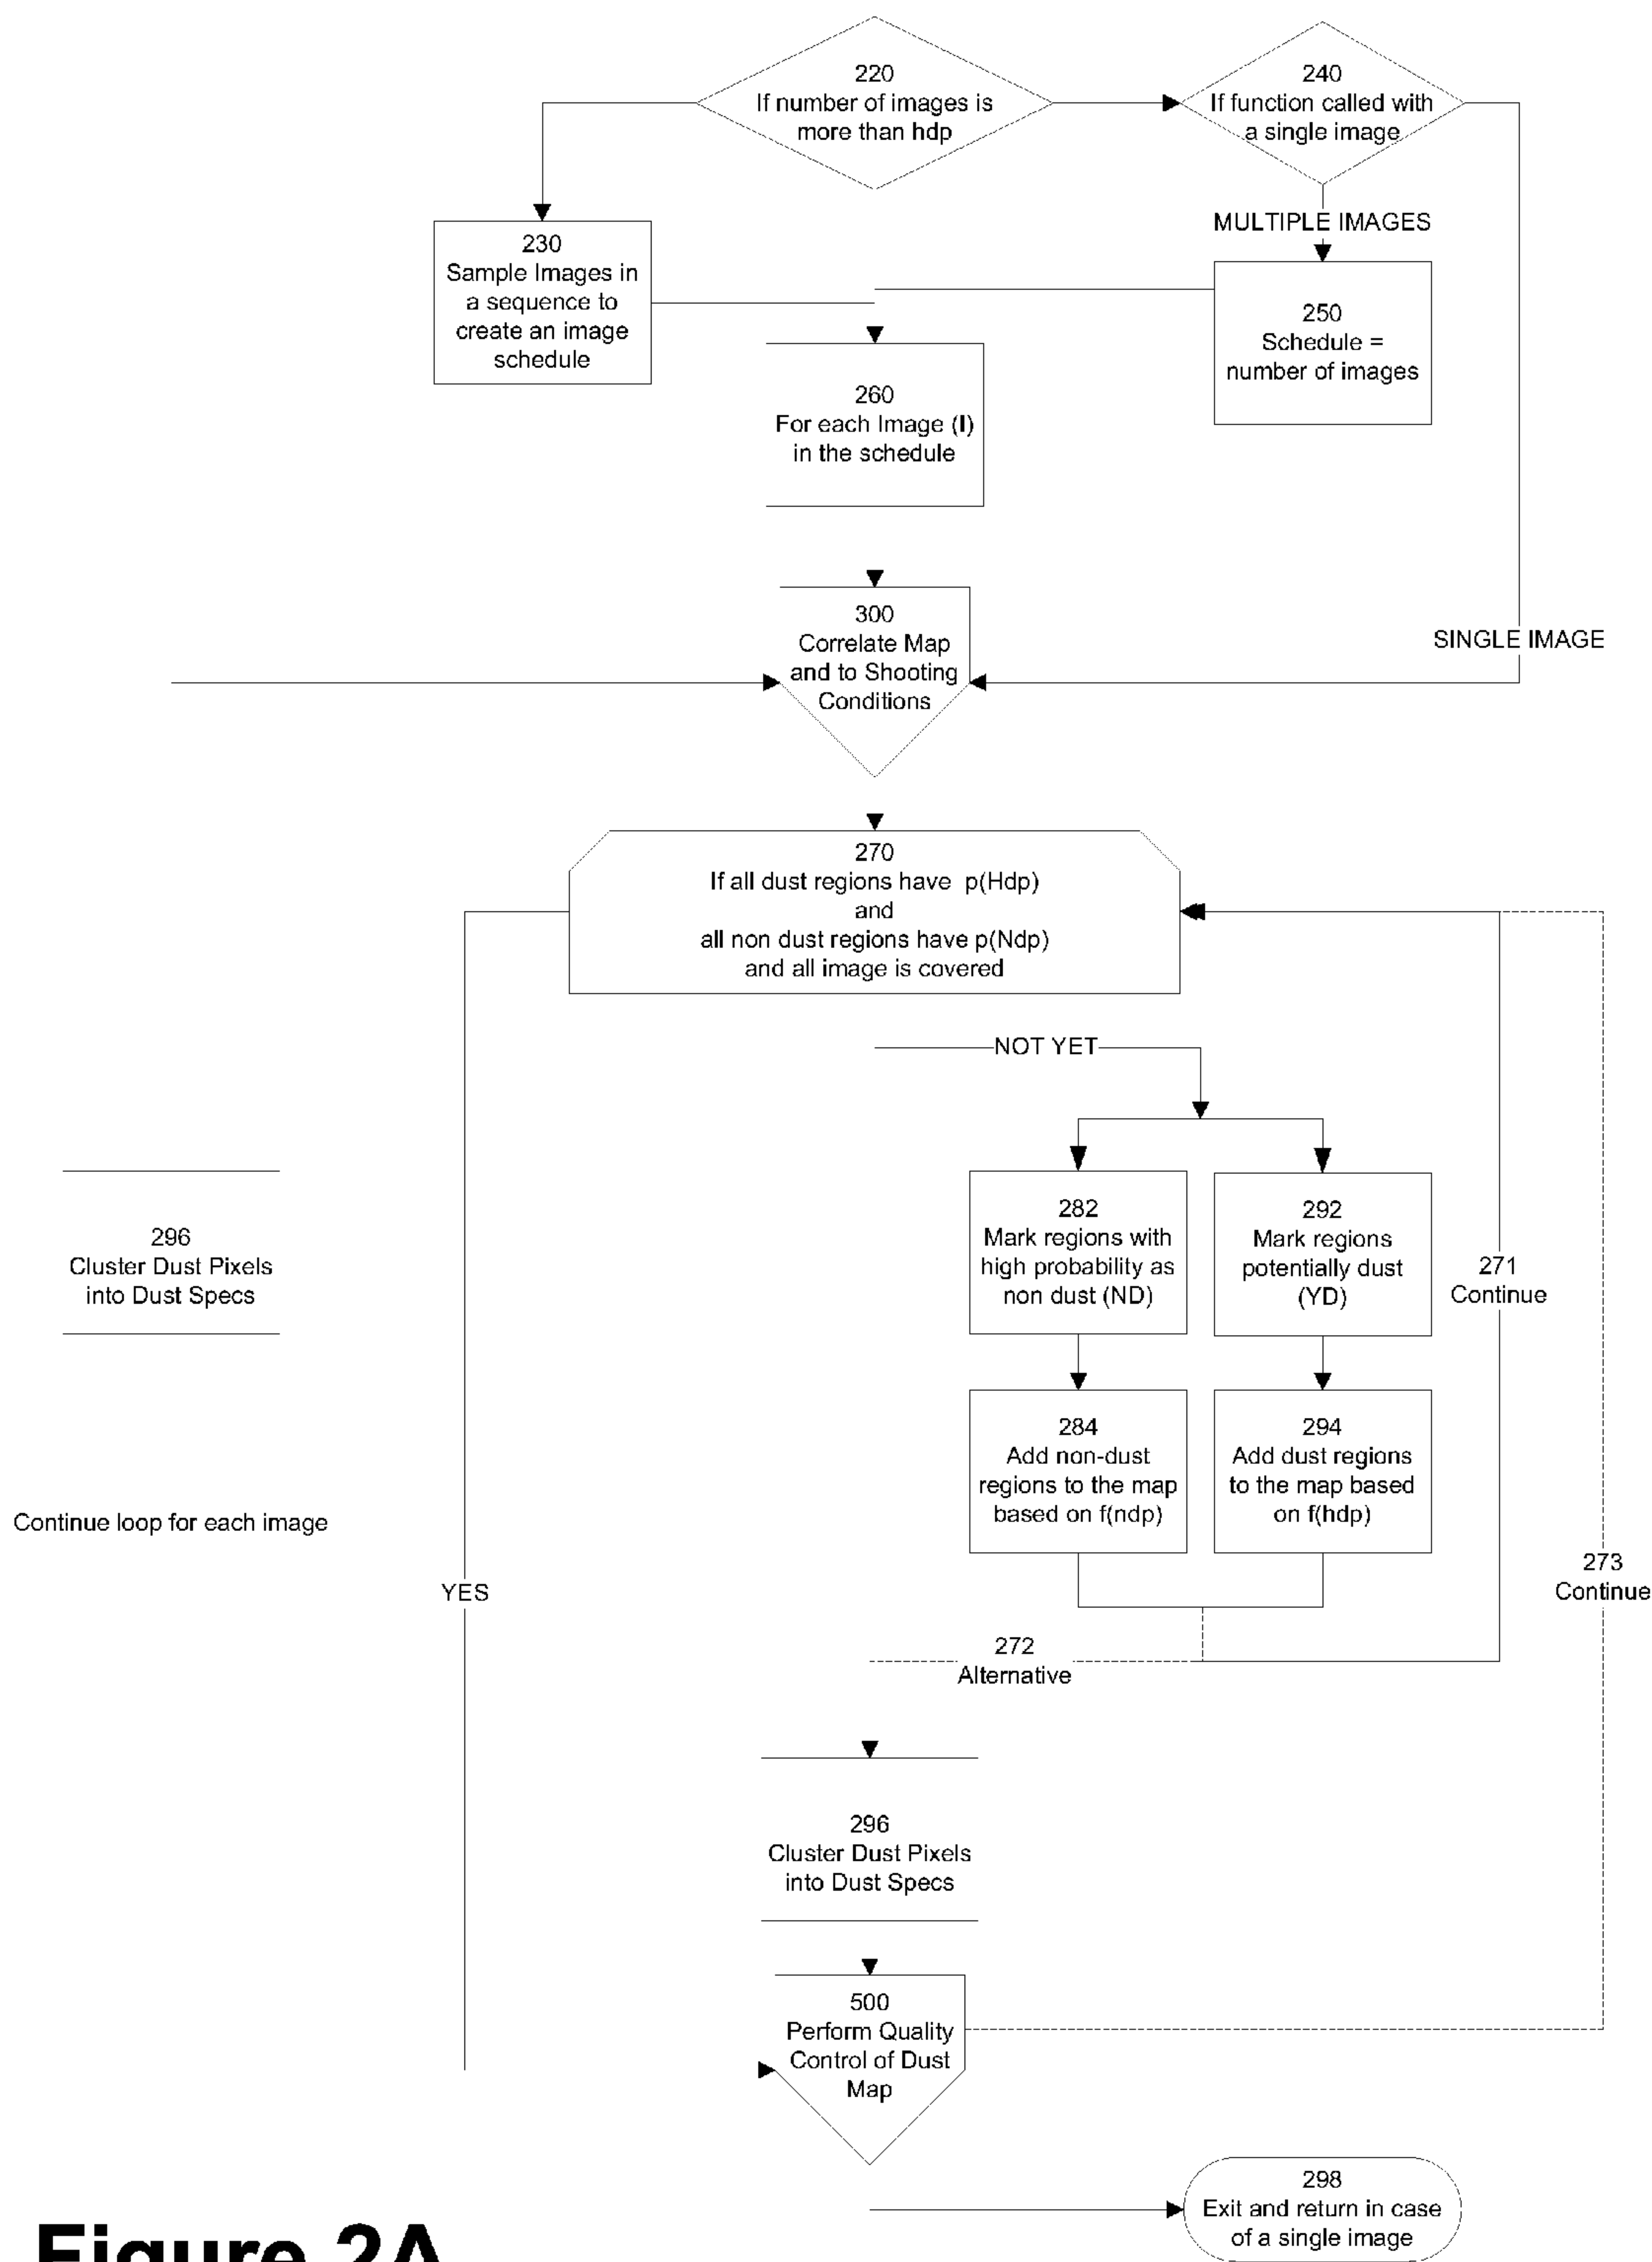 220
If number of images is
more than hdp
240
If function called with
a single image
MULTIPLE IMAGES
230
Sample Images in
a sequence to
create an image
schedule
250
Schedule =
number of images
260
For each Image (I)
in the schedule
300
Correlate Map
and to Shooting
Conditions
SINGLE IMAGE
270
If all dust regions have p(Hdp)
and
all non dust regions have p(Ndp)
and all image is covered
NOT YET
296
Cluster Dust Pixels
into Dust Specs
282
Mark regions with
high probability as
non dust (ND)
292
Mark regions
potentially dust
(YD)
271
Continue
284
Add non-dust
regions to the map
based on f(ndp)
294
Add dust regions
to the map based
on f(hdp)
Continue loop for each image
YES
273
Continue
272
Alternative
296
Cluster Dust Pixels
into Dust Specs
500
Perform Quality
Control of Dust
Map
298
Exit and return in case
of a single image
Figure 2A